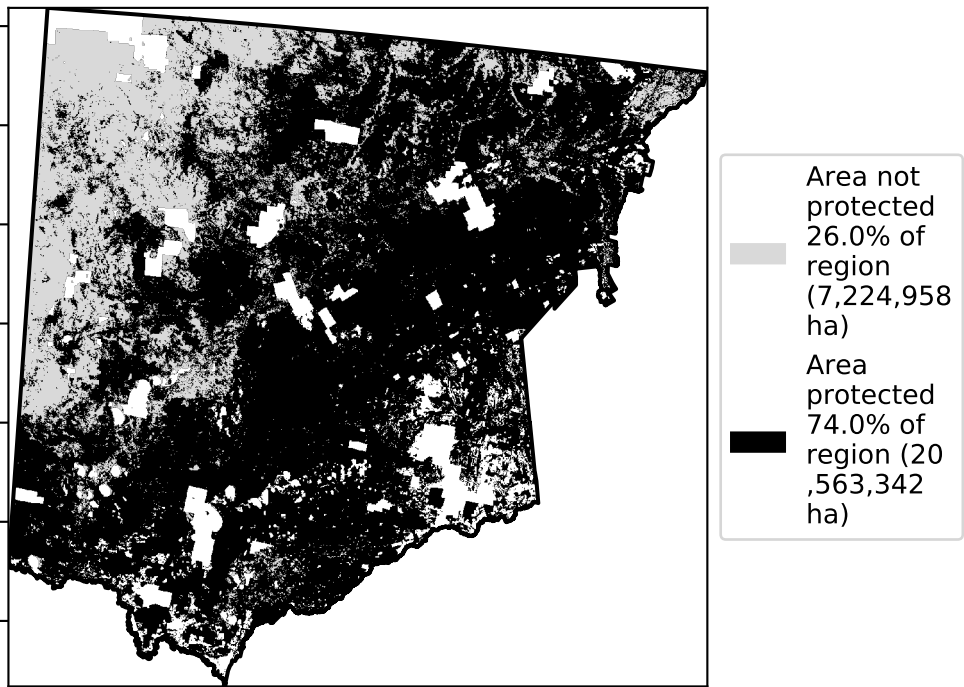 Area not
protected
26.0% of
region
(7,224,958
ha)
Area
protected
74.0% of
region (20
,563,342
ha)